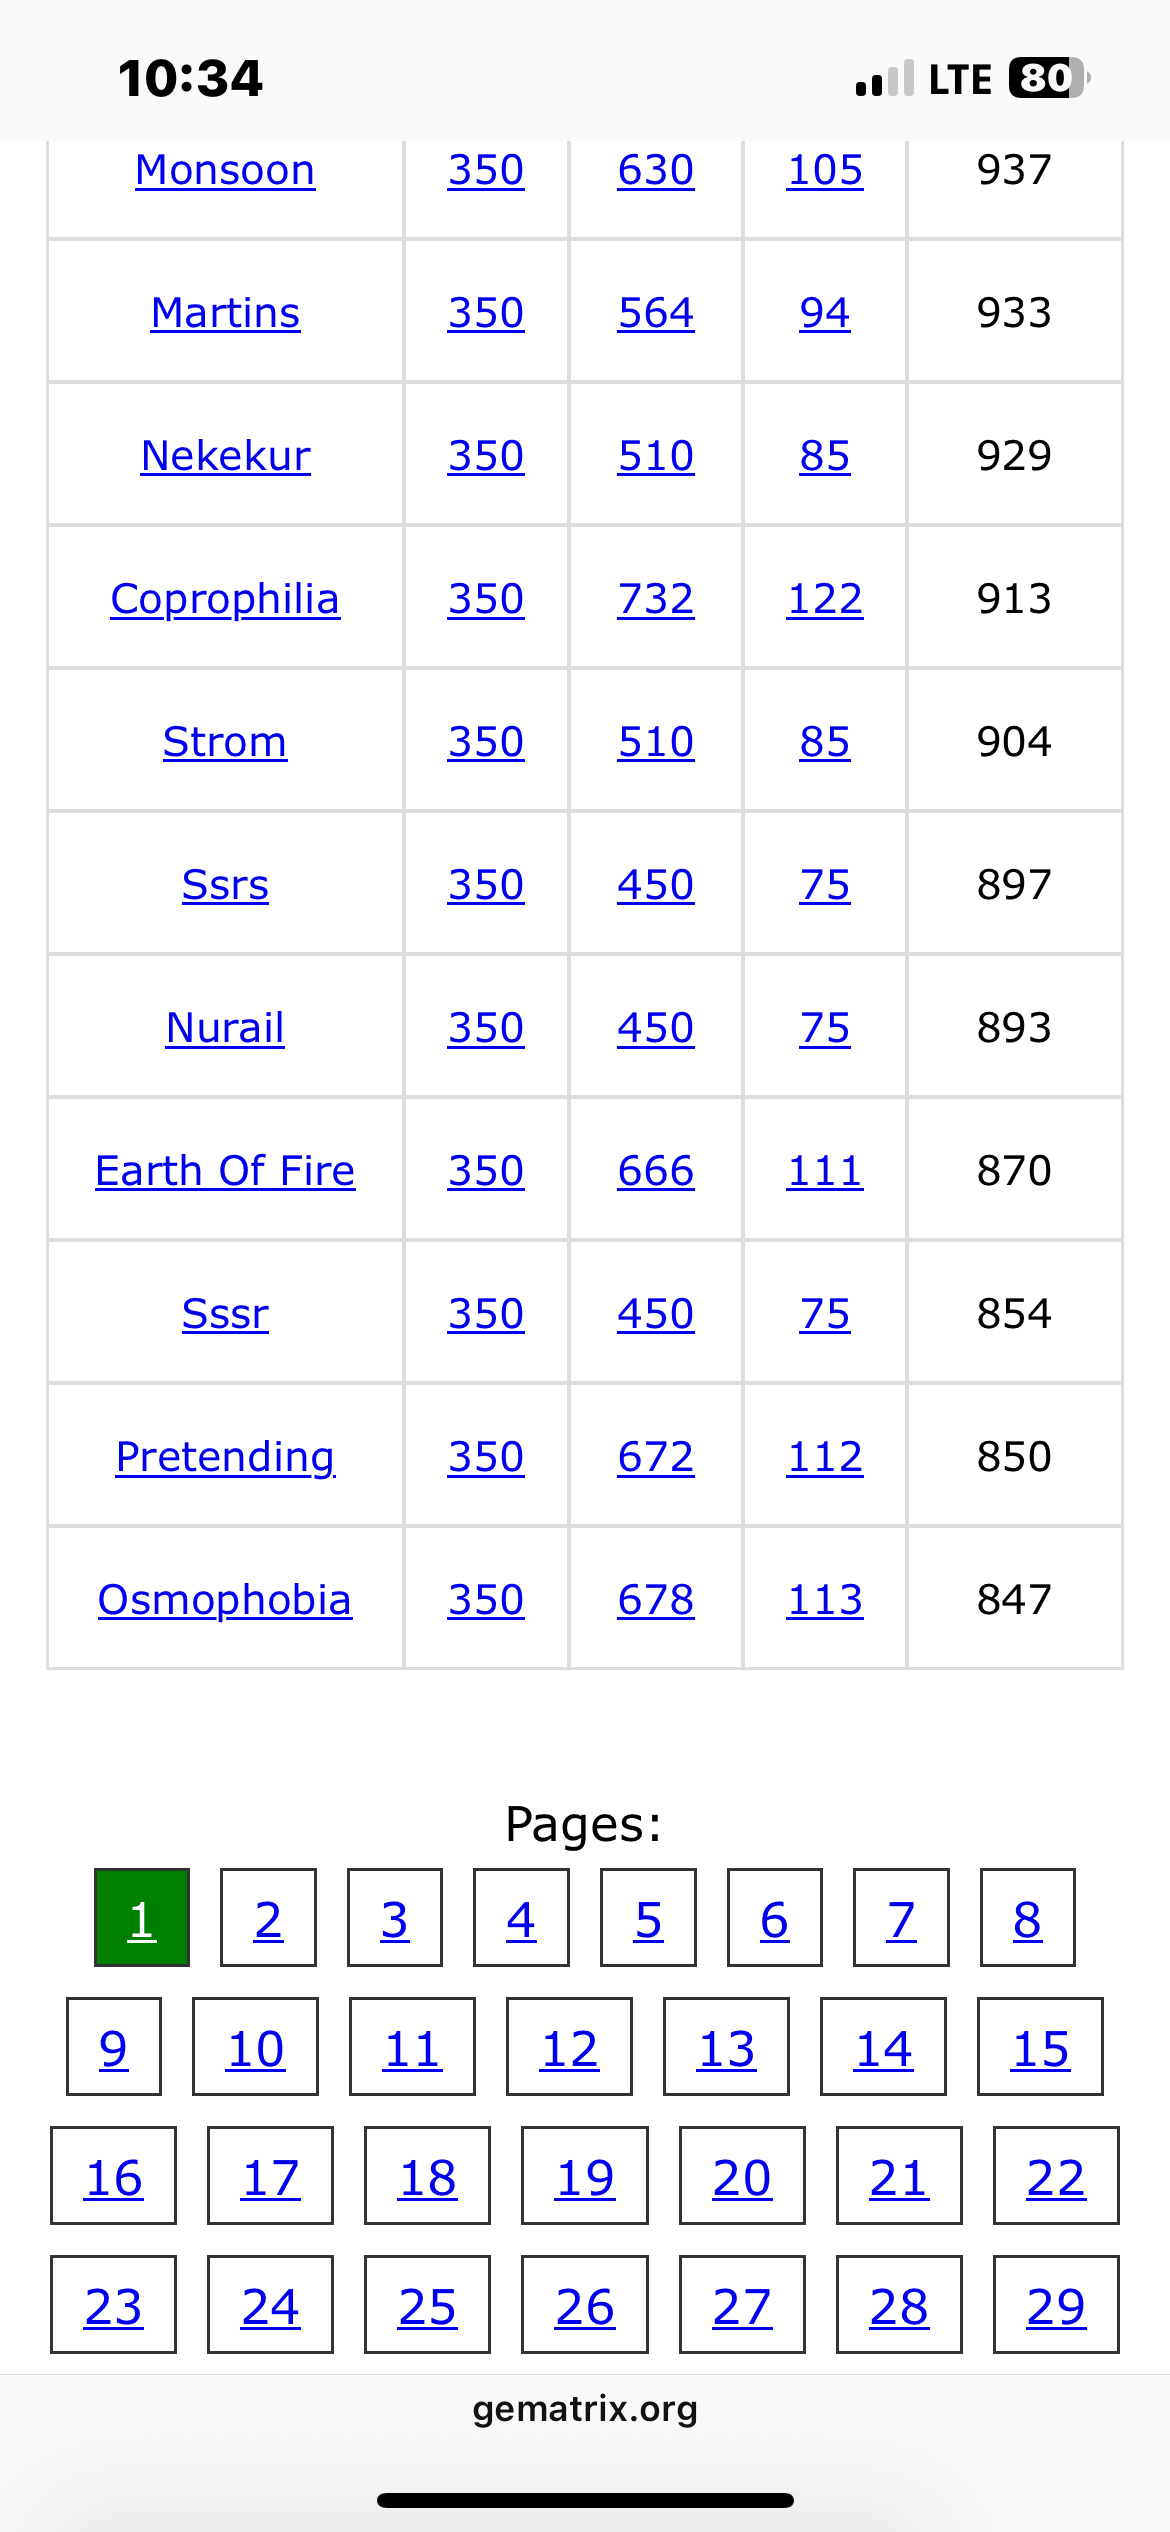 10:34 LTE 80
Monsoon 350 630 105 937
Martins 350 564 94 933
Nekekur 350 510 85 929
Coprophilia 350 732 122 913
Strom 350 510 85 904
Ssrs 350 450 75 897
Nurail 350 450 75 893
Earth Of Fire 350 666 111 870
Sssr 350 450 75 854
Pretending 350 672 112 850
Osmophobia 350 678 113 847
Pages:
1 2 3 4 5 6 7 8
9 10 11 12 13 14 15
16 17 18 19 20 21 22
23 24 25 26 27 28 29
gematrix.org